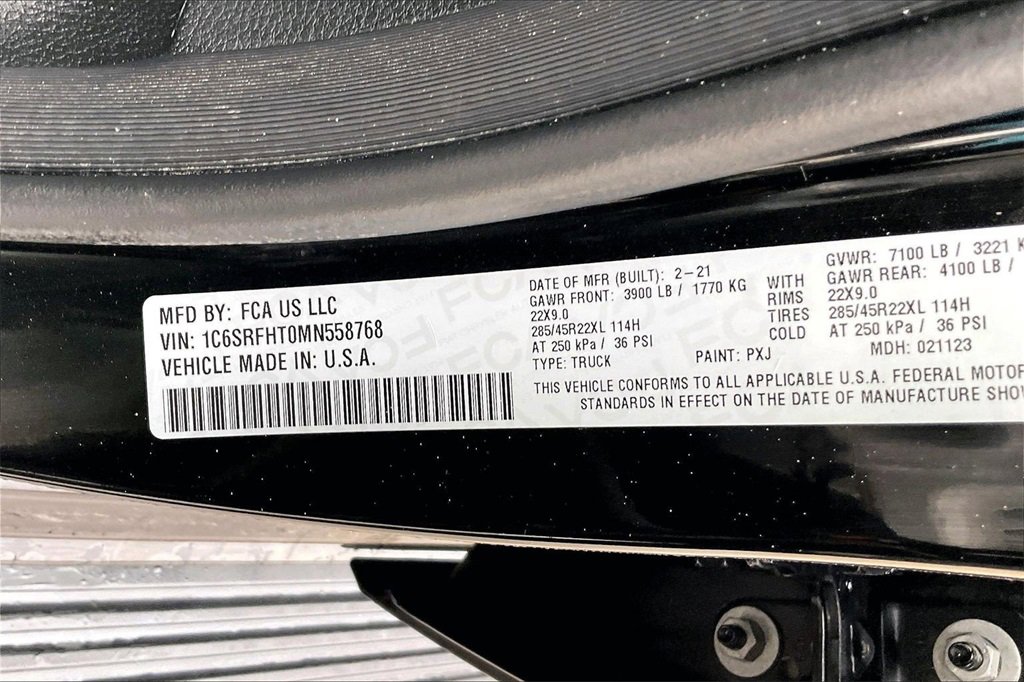 MFD BY: FCA US LLC
VIN: 1C6SRFHT0MN558768
VEHICLE MADE IN: U.S.A.
DATE OF MFR (BUILT): 2-21
GAWR FRONT: 3900 LB / 1770 KG
22X9.0
285/45R22XL 114H
AT 250 kPa / 36 PSI
TYPE: TRUCK
WITH
RIMS
TIRES
COLD
GVWR: 7100 LB / 3221 K
GAWR REAR: 4100 LB /
22X9.0
285/45R22XL 114H
AT 250 kPa / 36 PSI
PAINT: PXJ
MDH: 021123
THIS VEHICLE CONFORMS TO ALL APPLICABLE U.S.A. FEDERAL MOTOR
STANDARDS IN EFFECT ON THE DATE OF MANUFACTURE SHOW